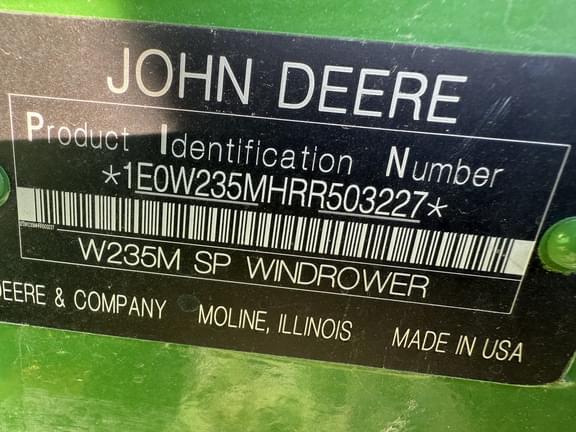 JOHN DEERE
Product Identification Number
*1E0W235MHRR503227*
W235M SP WINDROWER
DEERE & COMPANY MOLINE, ILLINOIS MADE IN USA